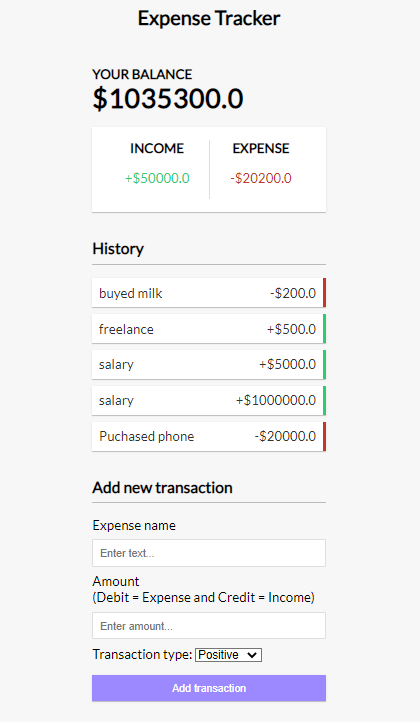 Expense Tracker
YOUR BALANCE
$1035300.0
INCOME EXPENSE
+$50000.0 -$20200.0
History
buyed milk -$200.0
freelance +$500.0
salary +$5000.0
salary +$1000000.0
Puchased phone -$20000.0
Add new transaction
Expense name
Enter text...
Amount
(Debit = Expense and Credit = Income)
Enter amount...
Transaction type: Positive
Add transaction